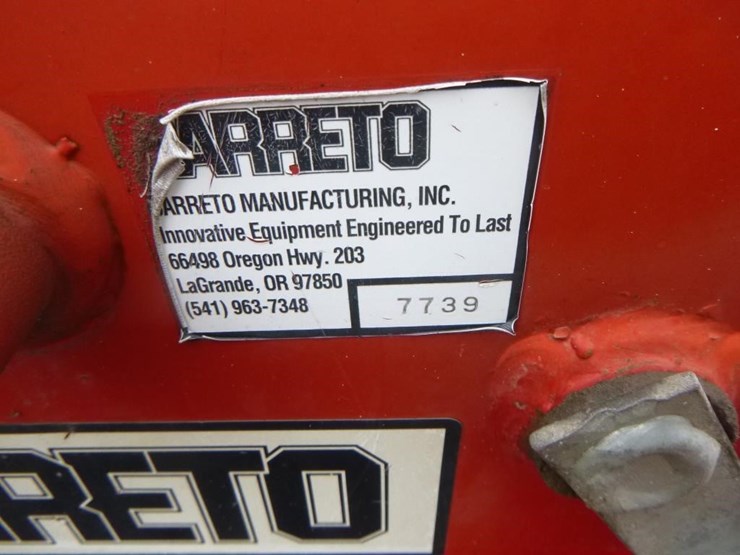 ARRETO
ARRETO MANUFACTURING, INC.
Innovative Equipment Engineered To Last
66498 Oregon Hwy. 203
LaGrande, OR 97850
(541) 963-7348
7739
RRETO